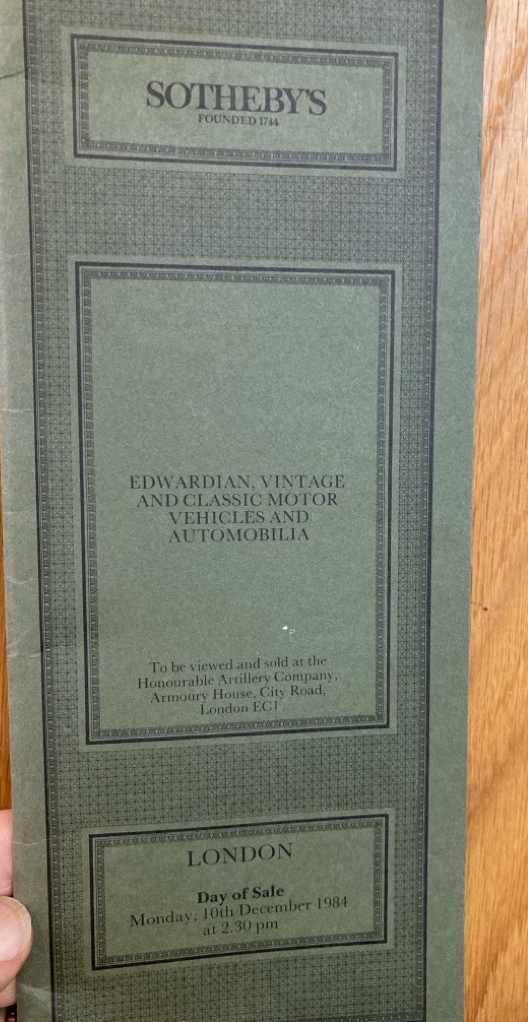 SOTHEBY'S
FOUNDED 1744
EDWARDIAN, VINTAGE
AND CLASSIC MOTOR
VEHICLES AND
AUTOMOBILIA
To be viewed and sold at the
Honourable Artillery Company,
Armoury House, City Road,
London EC1
LONDON
Day of Sale
Monday, 10th December 1984
at 2.30 pm